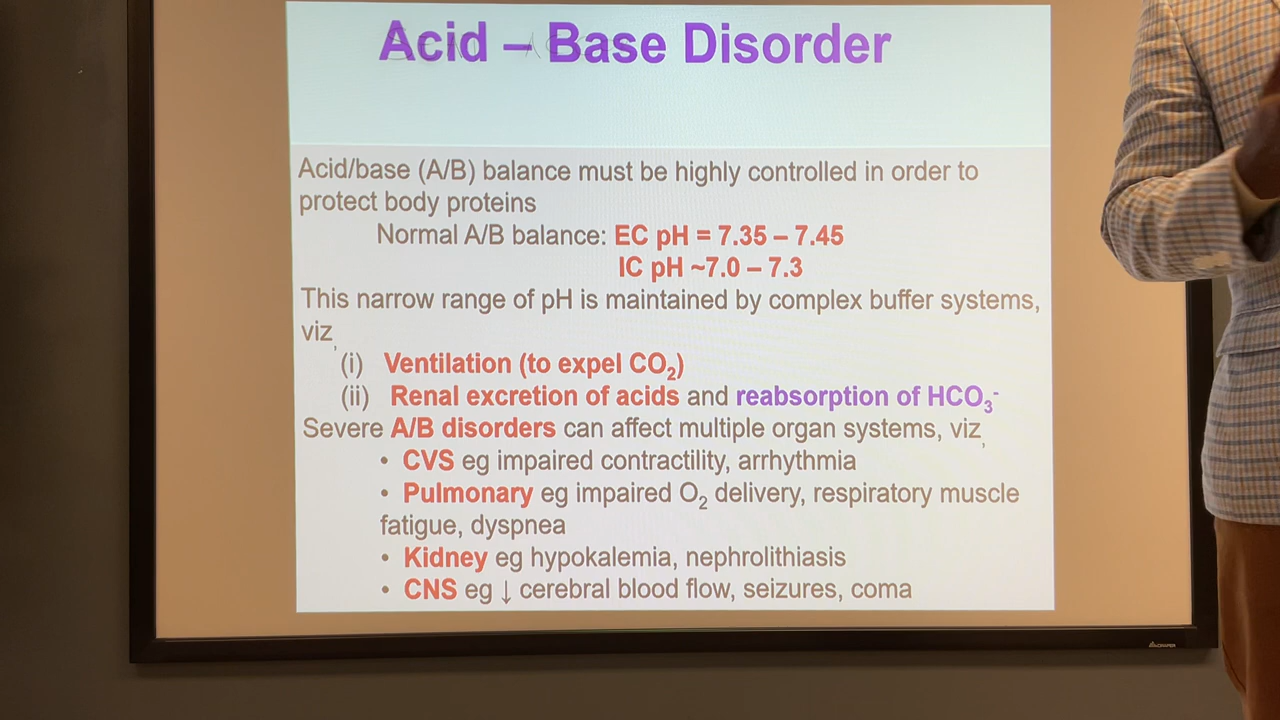 Acid – Base Disorder
Acid/base (A/B) balance must be highly controlled in order to
protect body proteins
Normal A/B balance: EC pH = 7.35 – 7.45
IC pH ~7.0 – 7.3
This narrow range of pH is maintained by complex buffer systems,
viz,
(i) Ventilation (to expel CO₂)
(ii) Renal excretion of acids and reabsorption of HCO₃⁻
Severe A/B disorders can affect multiple organ systems, viz,
• CVS eg impaired contractility, arrhythmia
• Pulmonary eg impaired O₂ delivery, respiratory muscle
fatigue, dyspnea
• Kidney eg hypokalemia, nephrolithiasis
• CNS eg ↓ cerebral blood flow, seizures, coma